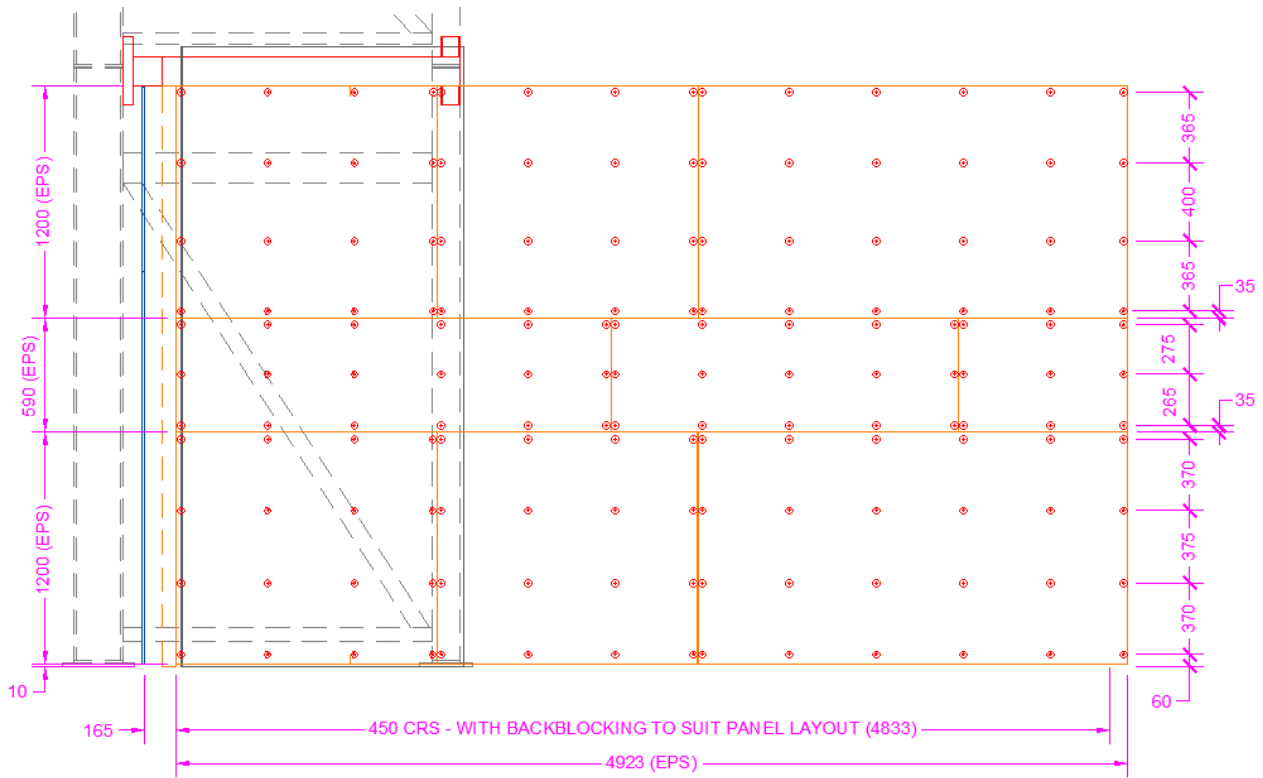 1200 (EPS)
590 (EPS)
1200 (EPS)
10
165
450 CRS - WITH BACKBLOCKING TO SUIT PANEL LAYOUT (4833)
4923 (EPS)
365
400
365
35
275
265
35
370
375
370
60